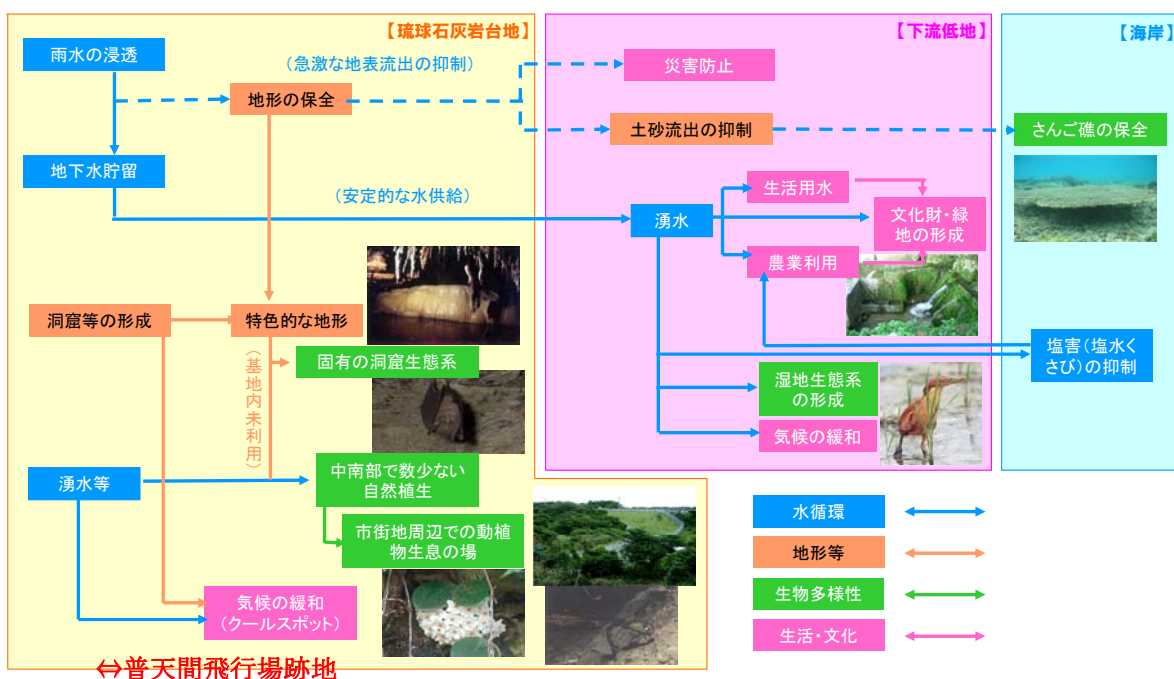 【琉球石灰岩台地】
雨水の浸透
(急激な地表流出の抑制)
地形の保全
地下水貯留
(安定的な水供給)
洞窟等の形成
特色的な地形
(基地内未利用)
固有の洞窟生態系
湧水等
中南部で数少ない
自然植生
市街地周辺での動植
物生息の場
気候の緩和
(クールスポット)
⇔普天間飛行場跡地
【下流低地】
災害防止
土砂流出の抑制
生活用水
湧水
文化財・緑
地の形成
農業利用
湿地生態系
の形成
気候の緩和
【海岸】
さんご礁の保全
塩害(塩水く
さび)の抑制
水循環
地形等
生物多様性
生活・文化